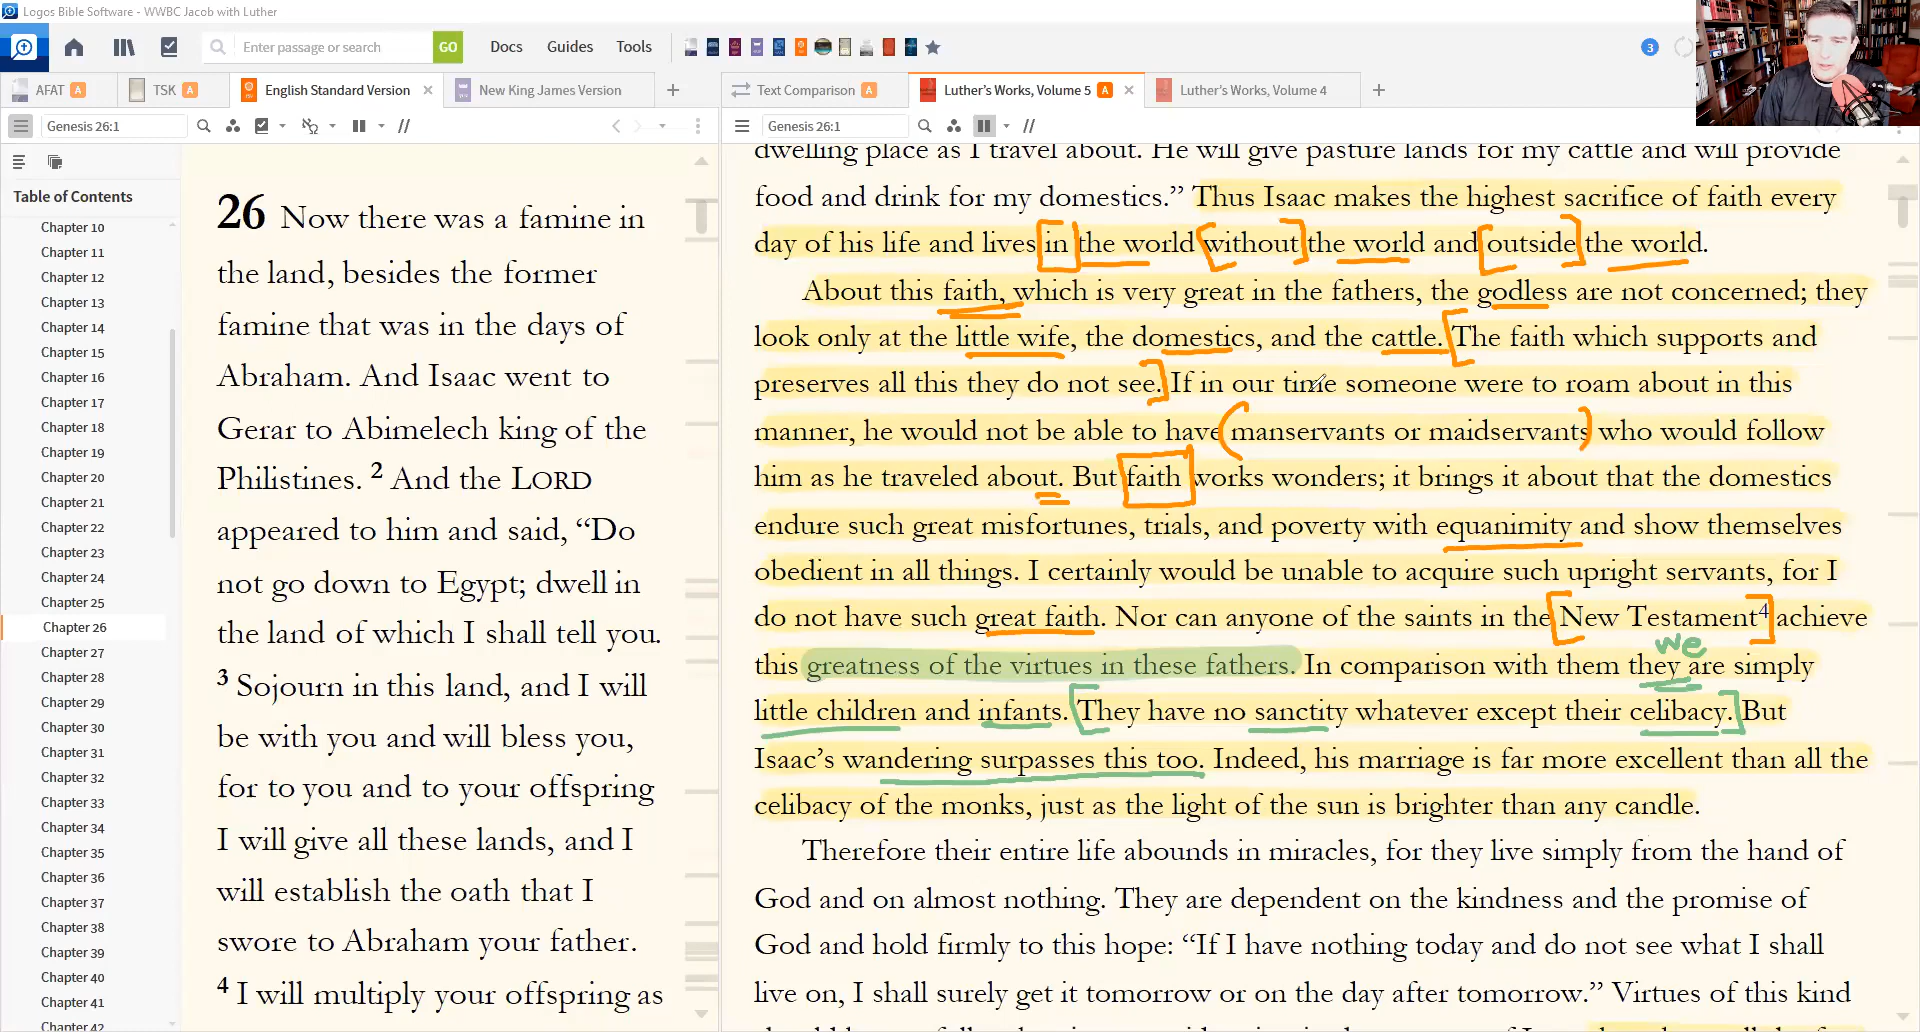 Logos Bible Software - WWBC Jacob with Luther
Enter passage or search
GO
Docs
Guides
Tools
3
AFAT A
TSK A
English Standard Version
New King James Version
Text Comparison A
Luther's Works, Volume 5 A
Luther's Works, Volume 4
Genesis 26:1
Genesis 26:1
Table of Contents
Chapter 10
Chapter 11
Chapter 12
Chapter 13
Chapter 14
Chapter 15
Chapter 16
Chapter 17
Chapter 18
Chapter 19
Chapter 20
Chapter 21
Chapter 22
Chapter 23
Chapter 24
Chapter 25
Chapter 26
Chapter 27
Chapter 28
Chapter 29
Chapter 30
Chapter 31
Chapter 32
Chapter 33
Chapter 34
Chapter 35
Chapter 36
Chapter 37
Chapter 38
Chapter 39
Chapter 40
Chapter 41
Chapter 42
26 Now there was a famine in
the land, besides the former
famine that was in the days of
Abraham. And Isaac went to
Gerar to Abimelech king of the
Philistines. 2 And the LORD
appeared to him and said, “Do
not go down to Egypt; dwell in
the land of which I shall tell you.
3 Sojourn in this land, and I will
be with you and will bless you,
for to you and to your offspring
I will give all these lands, and I
will establish the oath that I
swore to Abraham your father.
4 I will multiply your offspring as
dwelling place as I travel about. He will give pasture lands for my cattle and will provide
food and drink for my domestics.” Thus Isaac makes the highest sacrifice of faith every
day of his life and lives in the world without the world and outside the world.
About this faith, which is very great in the fathers, the godless are not concerned; they
look only at the little wife, the domestics, and the cattle. The faith which supports and
preserves all this they do not see. If in our time someone were to roam about in this
manner, he would not be able to have manservants or maidservants who would follow
him as he traveled about. But faith works wonders; it brings it about that the domestics
endure such great misfortunes, trials, and poverty with equanimity and show themselves
obedient in all things. I certainly would be unable to acquire such upright servants, for I
do not have such great faith. Nor can anyone of the saints in the New Testament4 achieve
we
this greatness of the virtues in these fathers. In comparison with them they are simply
little children and infants. They have no sanctity whatever except their celibacy. But
Isaac’s wandering surpasses this too. Indeed, his marriage is far more excellent than all the
celibacy of the monks, just as the light of the sun is brighter than any candle.
Therefore their entire life abounds in miracles, for they live simply from the hand of
God and on almost nothing. They are dependent on the kindness and the promise of
God and hold firmly to this hope: “If I have nothing today and do not see what I shall
live on, I shall surely get it tomorrow or on the day after tomorrow.” Virtues of this kind